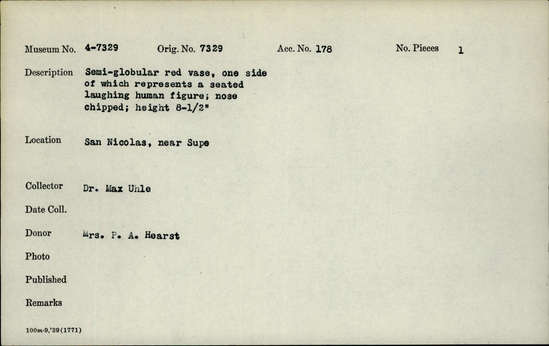 Museum No. 4-7329 Orig. No. 7329 Acc. No. 178 No. Pieces 1
Description Semi-globular red vase, one side
of which represents a seated
laughing human figure; nose
chipped; height 8-1/2"
Location San Nicolas, near Supe
Collector Dr. Max Uhle
Date Coll.
Donor Mrs. P. A. Hearst
Photo
Published
Remarks
100m-9,'39(1771)